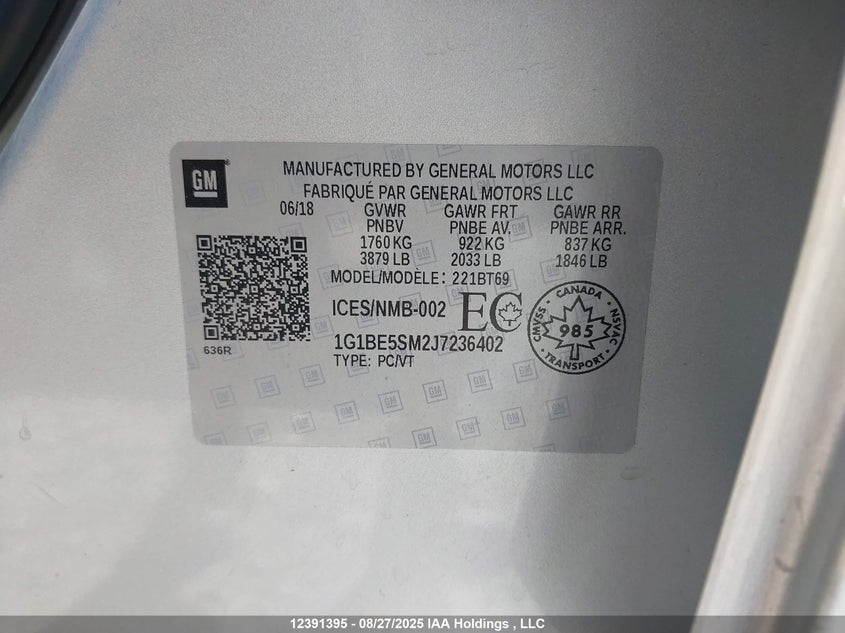 GM
MANUFACTURED BY GENERAL MOTORS LLC
FABRIQUÉ PAR GENERAL MOTORS LLC
06/18 GVWR GAWR FRT GAWR RR
PNBV PNBE AV. PNBE ARR.
1760 KG 922 KG 837 KG
3879 LB 2033 LB 1846 LB
MODEL/MODÈLE: 221BT69
ICES/NMB-002 EC
CANADA
CMVSS 985 NSVAC
TRANSPORT
636R
1G1BE5SM2J7236402
TYPE: PC/VT
12391395 - 08/27/2025 IAA Holdings , LLC